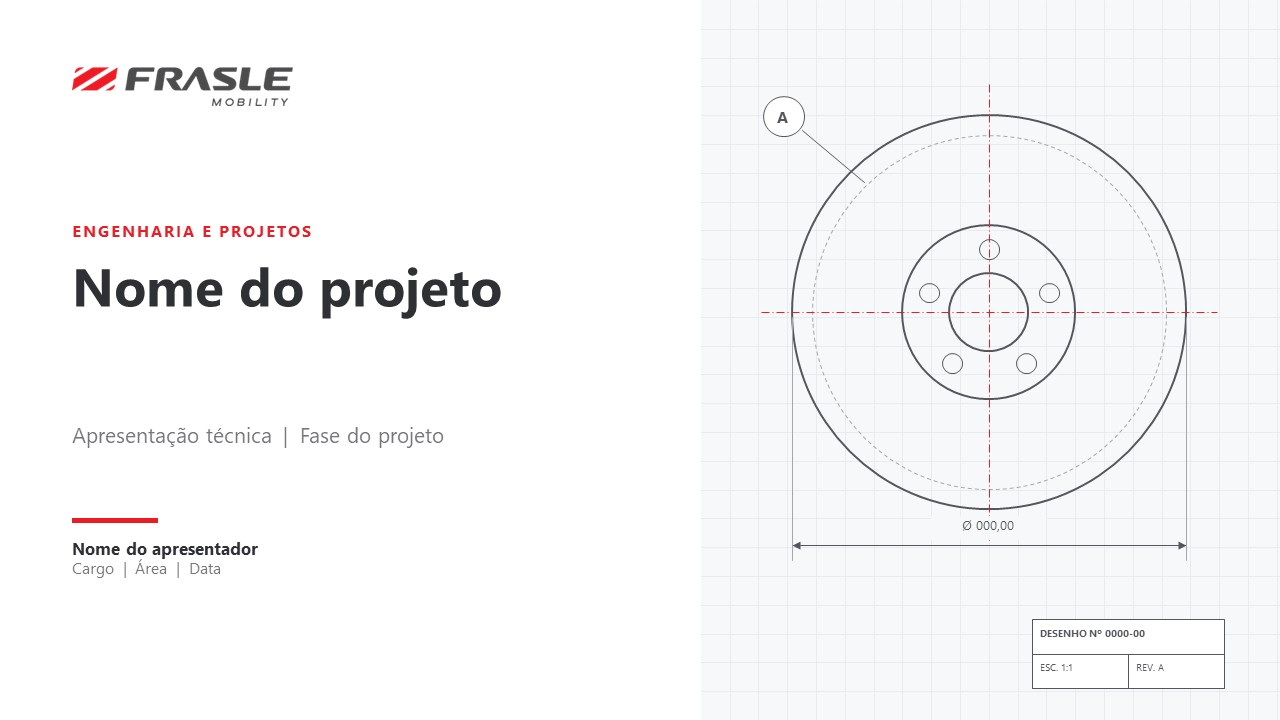 FRASLE
MOBILITY
ENGENHARIA E PROJETOS
Nome do projeto
Apresentação técnica | Fase do projeto
Nome do apresentador
Cargo | Área | Data
A
Ø 000,00
DESENHO Nº 0000-00
ESC. 1:1
REV. A